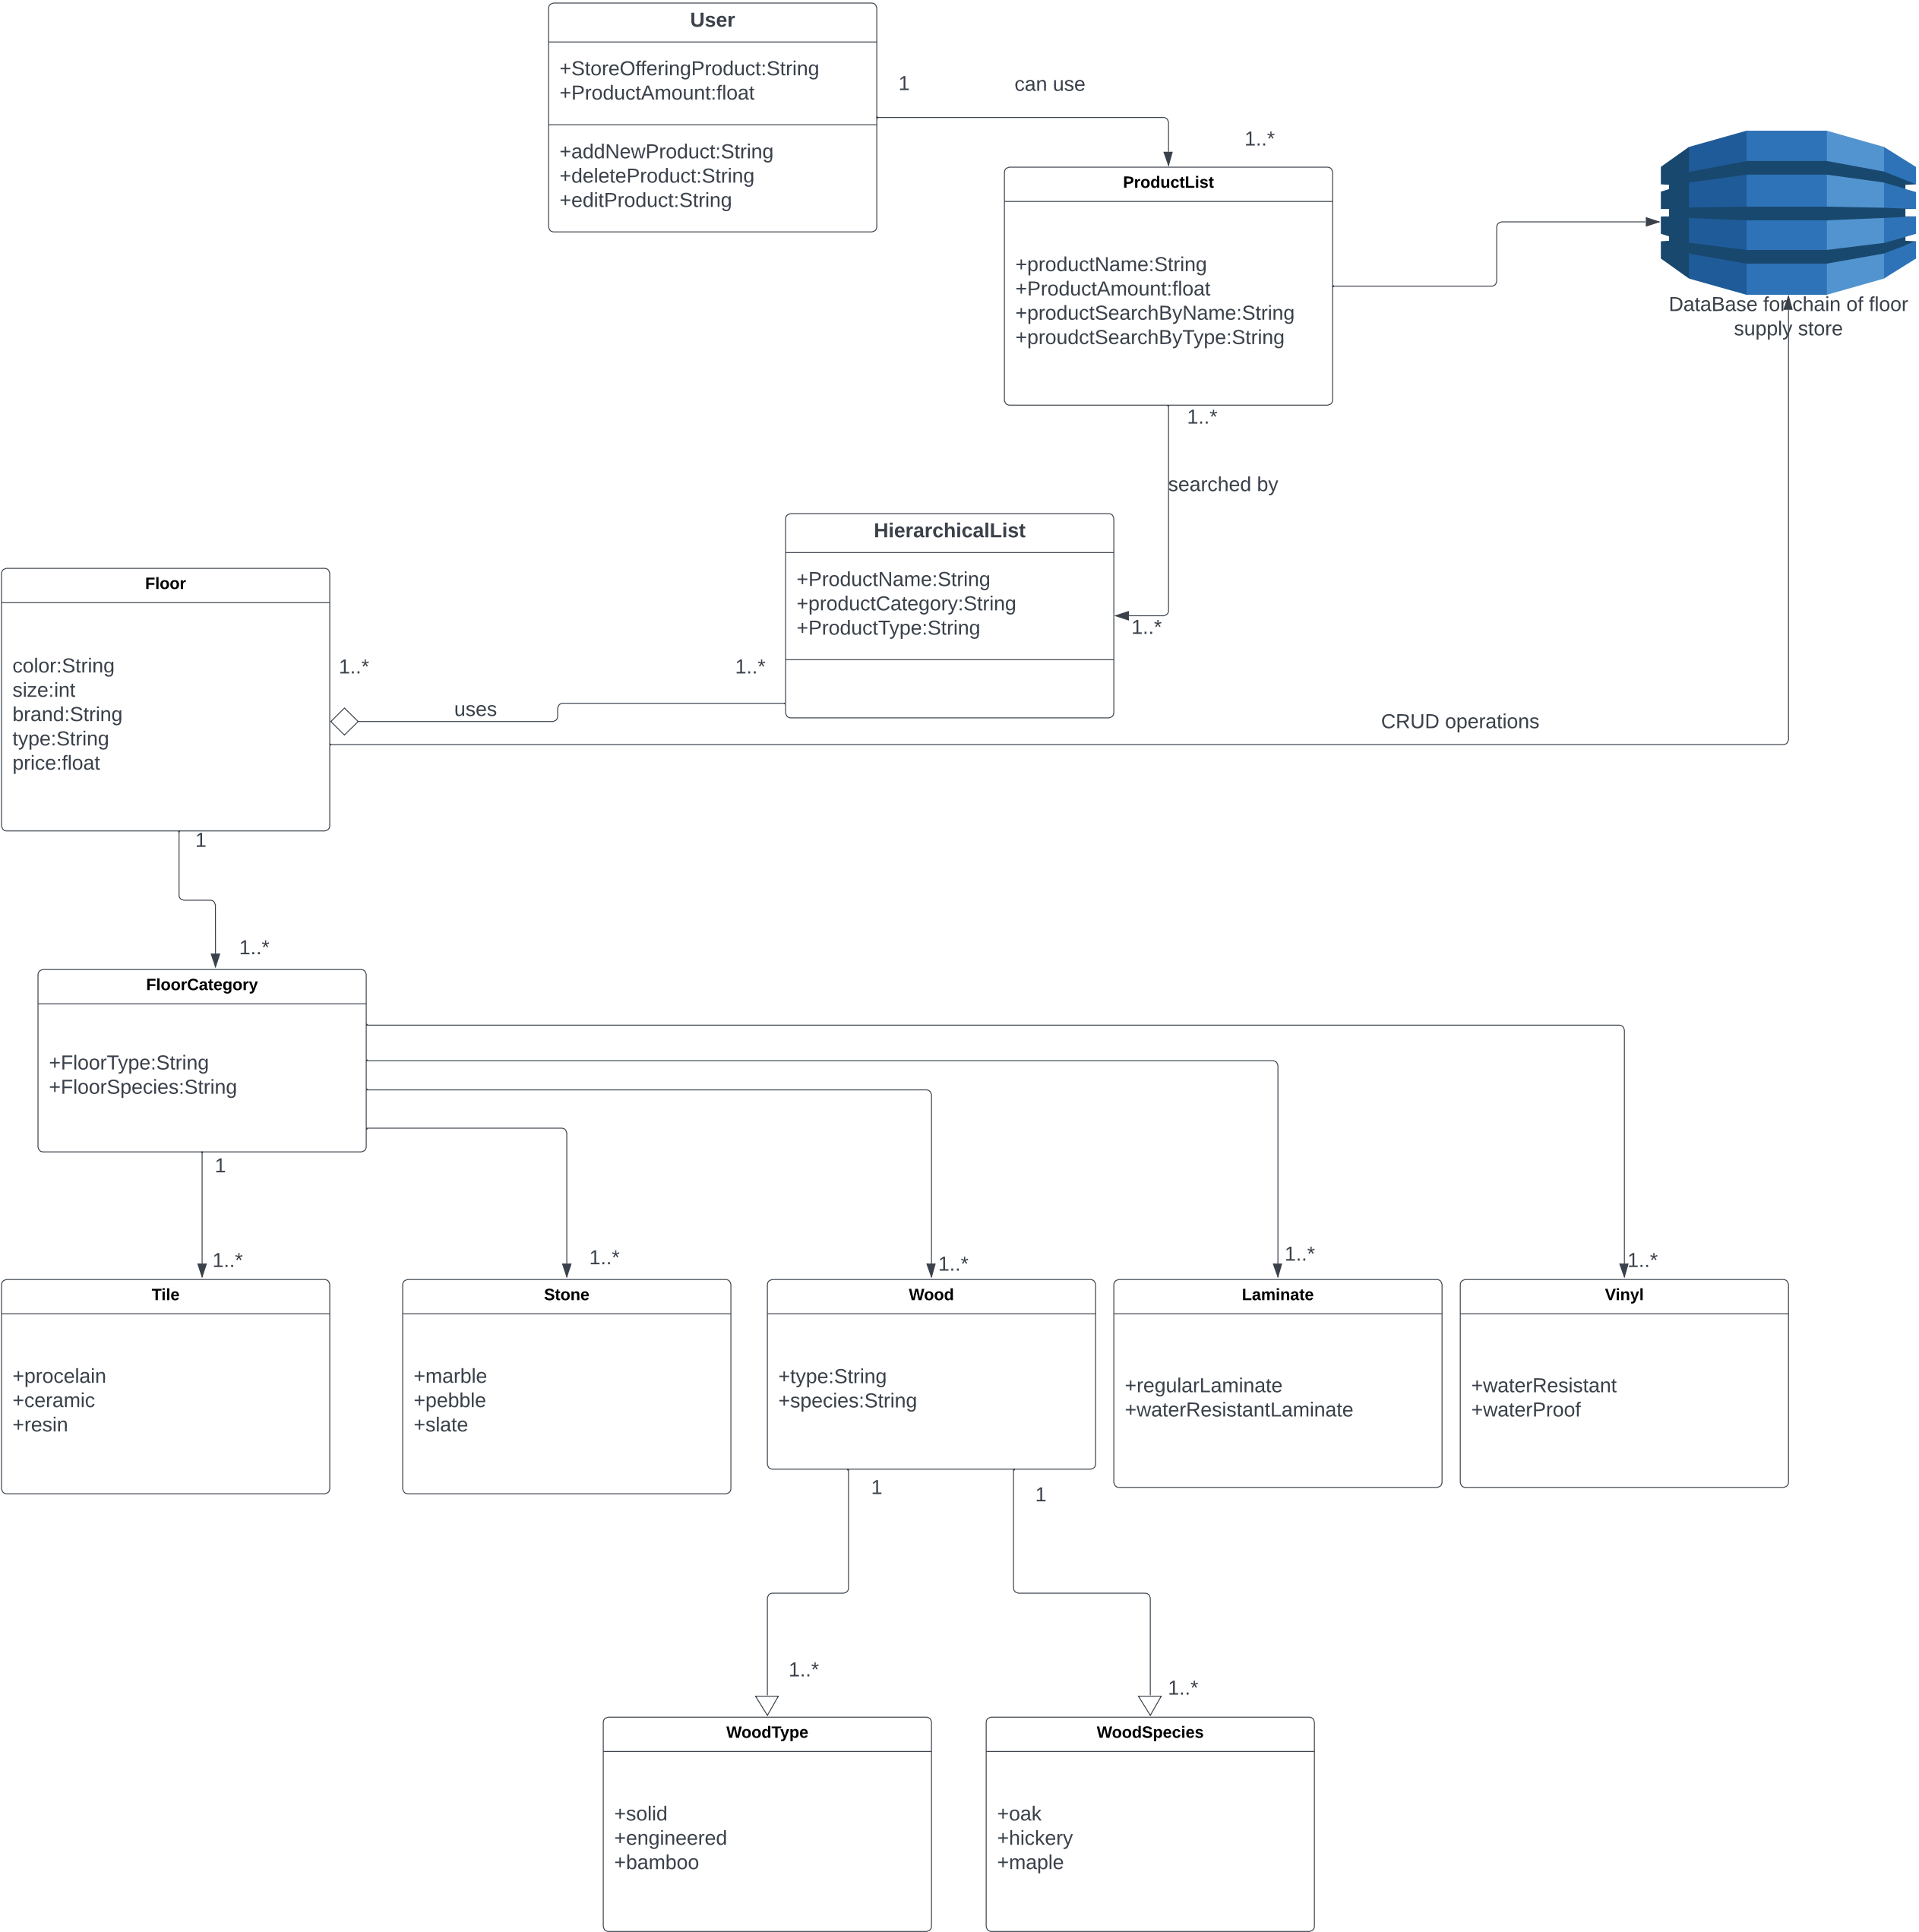 User
+StoreOfferingProduct:String
+ProductAmount:float
+addNewProduct:String
+deleteProduct:String
+editProduct:String
1
can use
1..*
ProductList
+productName:String
+ProductAmount:float
+productSearchByName:String
+proudctSearchByType:String
DataBase for chain of floor
supply store
1..*
searched by
1..*
HierarchicalList
+ProductName:String
+productCategory:String
+ProductType:String
1..*
uses
1..*
Floor
color:String
size:int
brand:String
type:String
price:float
CRUD operations
1
1..*
FloorCategory
+FloorType:String
+FloorSpecies:String
1
1..*
1..*
1..*
1..*
1..*
Tile
+procelain
+ceramic
+resin
Stone
+marble
+pebble
+slate
Wood
+type:String
+species:String
Laminate
+regularLaminate
+waterResistantLaminate
Vinyl
+waterResistant
+waterProof
1
1
1..*
1..*
WoodType
+solid
+engineered
+bamboo
WoodSpecies
+oak
+hickery
+maple